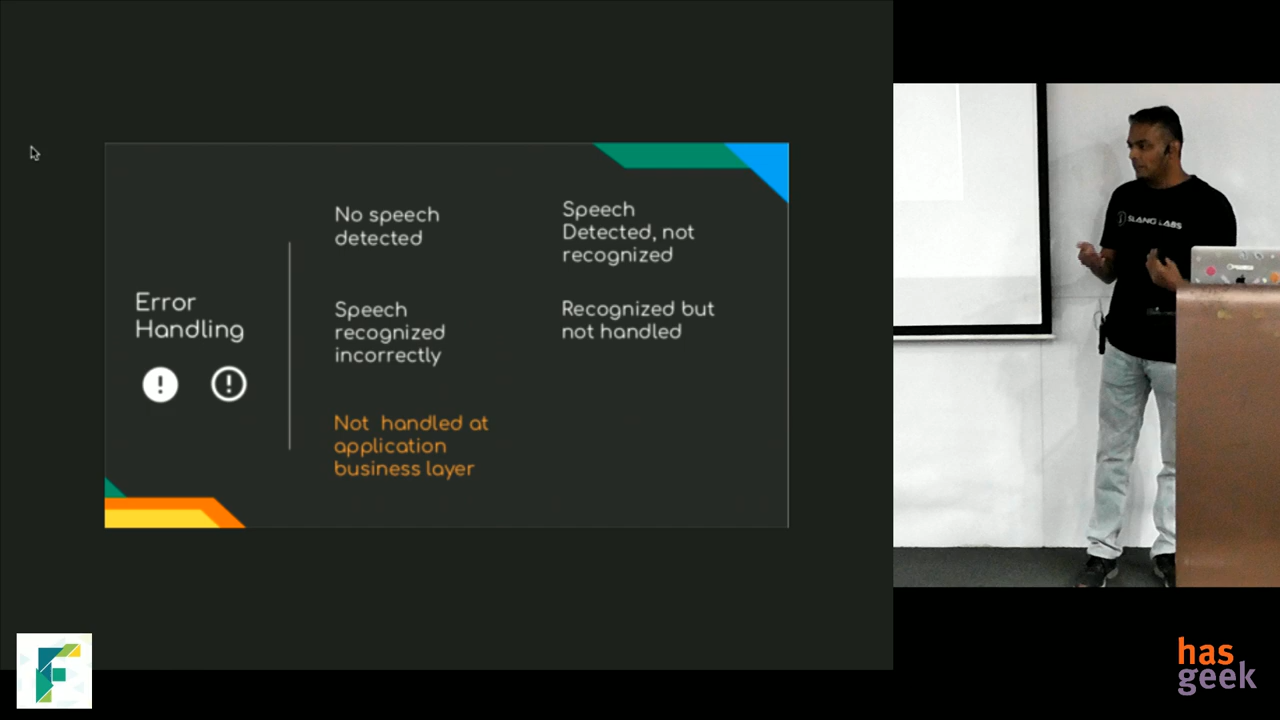 Error
Handling
No speech
detected
Speech
Detected, not
recognized
Speech
recognized
incorrectly
Recognized but
not handled
Not handled at
application
business layer
SLANG LABS
F
has
geek